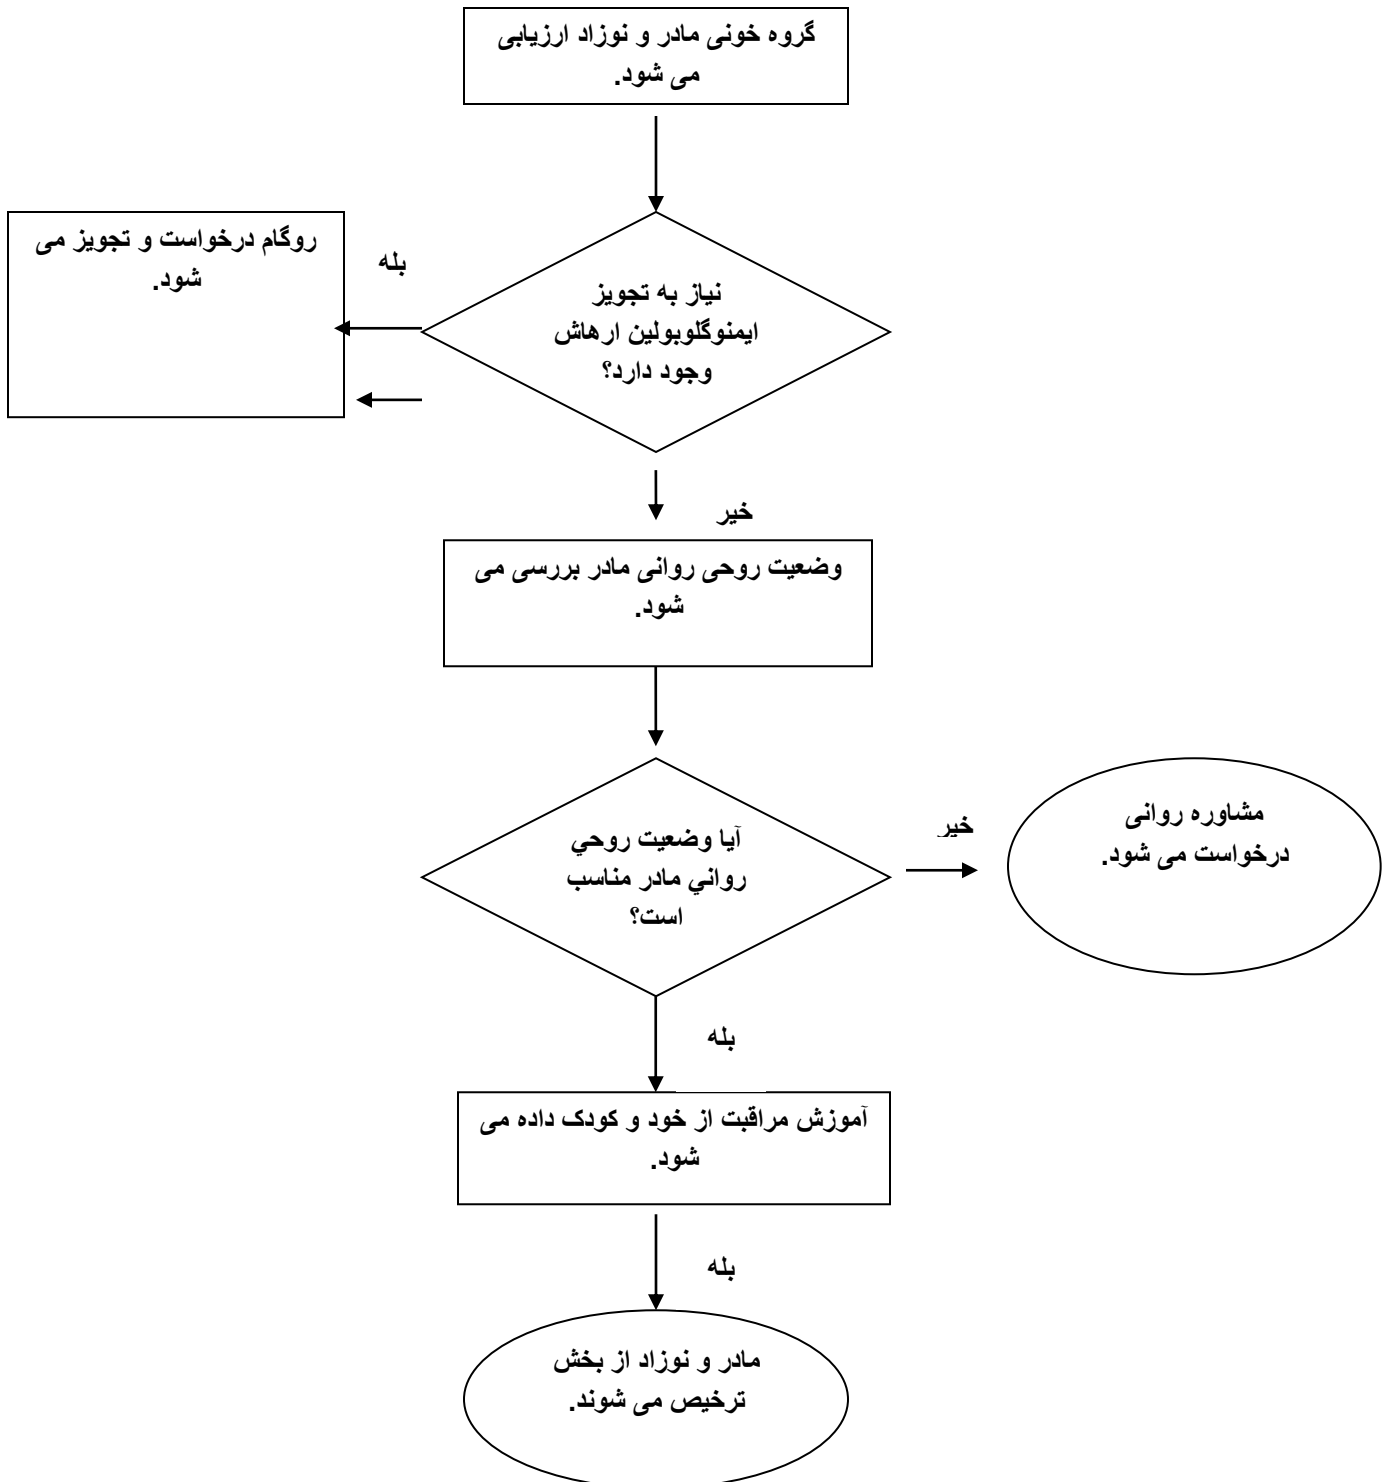 گروه خونی مادر و نوزاد ارزیابی
می شود.
روگام درخواست و تجویز می
شود.
بله
نیاز به تجویز
ایمنوگلوبولین ارهاش
وجود دارد؟
خیر
وضعیت روحی روانی مادر بررسی می
شود.
آیا وضعیت روحي
رواني مادر مناسب
است؟
خیر
مشاوره روانی
درخواست می شود.
بله
آموزش مراقبت از خود و کودک داده می
شود.
بله
مادر و نوزاد از بخش
ترخیص می شوند.